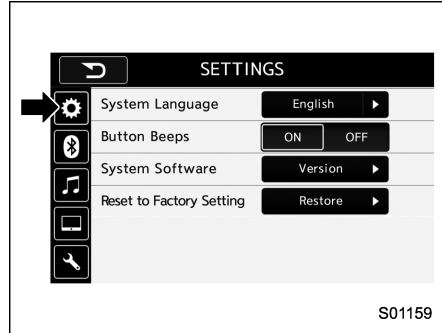 SETTINGS
System Language English
Button Beeps ON OFF
System Software Version
Reset to Factory Setting Restore
S01159